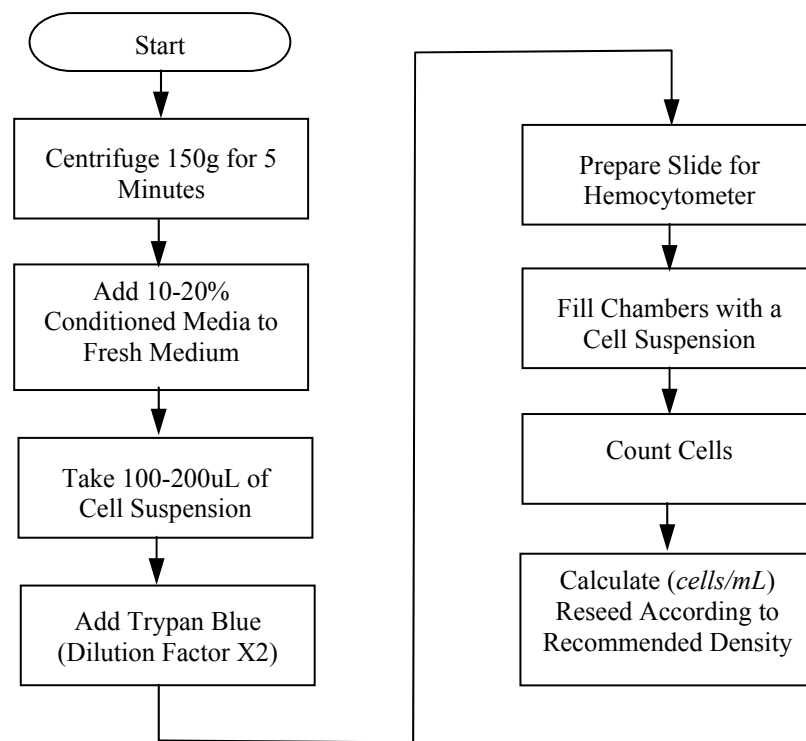 Start
Centrifuge 150g for 5
Minutes
Add 10-20%
Conditioned Media to
Fresh Medium
Take 100-200uL of
Cell Suspension
Add Trypan Blue
(Dilution Factor X2)
Prepare Slide for
Hemocytometer
Fill Chambers with a
Cell Suspension
Count Cells
Calculate (cells/mL)
Reseed According to
Recommended Density